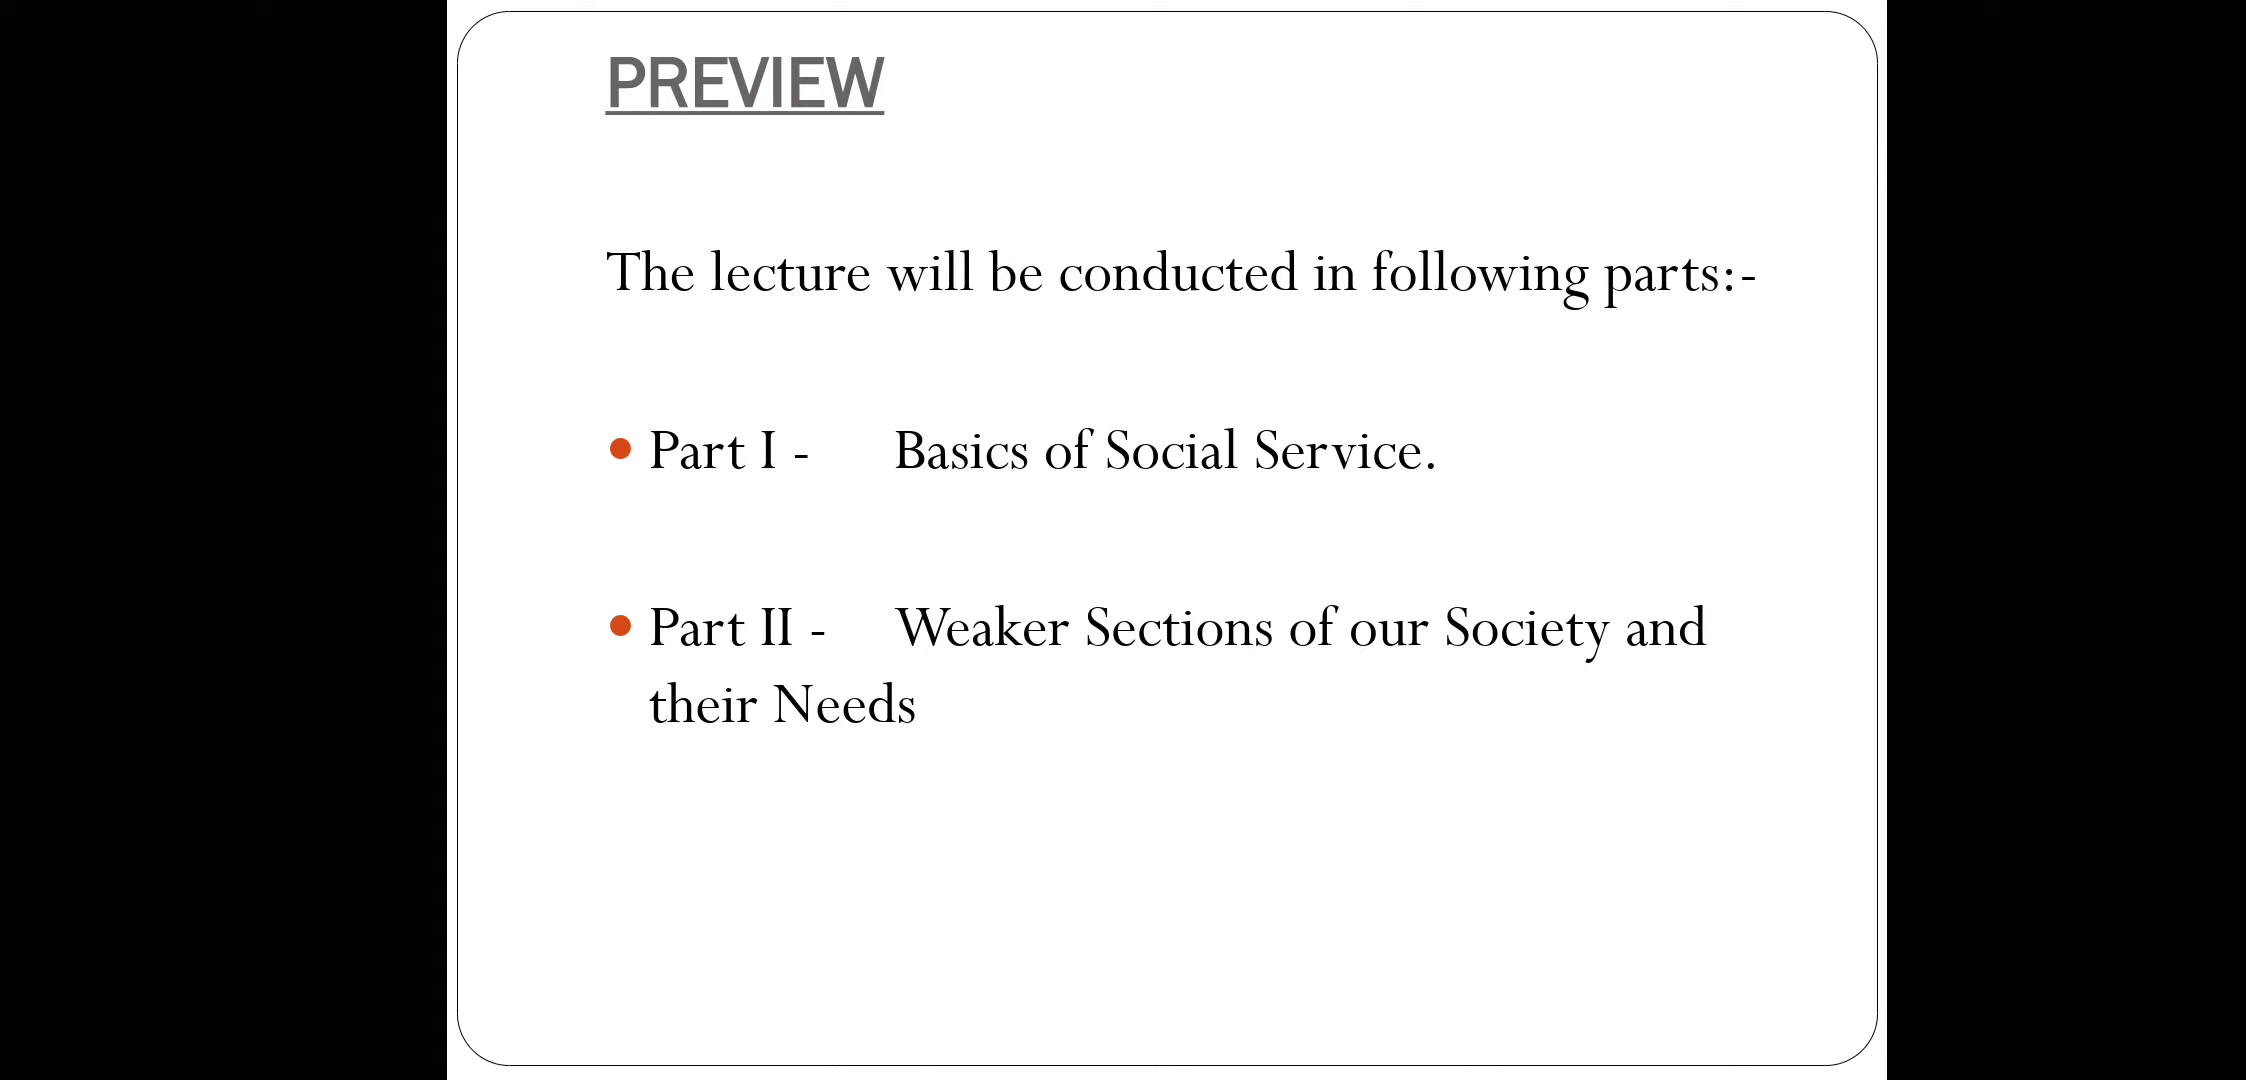 PREVIEW
The lecture will be conducted in following parts:-
• Part I - Basics of Social Service.
• Part II - Weaker Sections of our Society and
their Needs